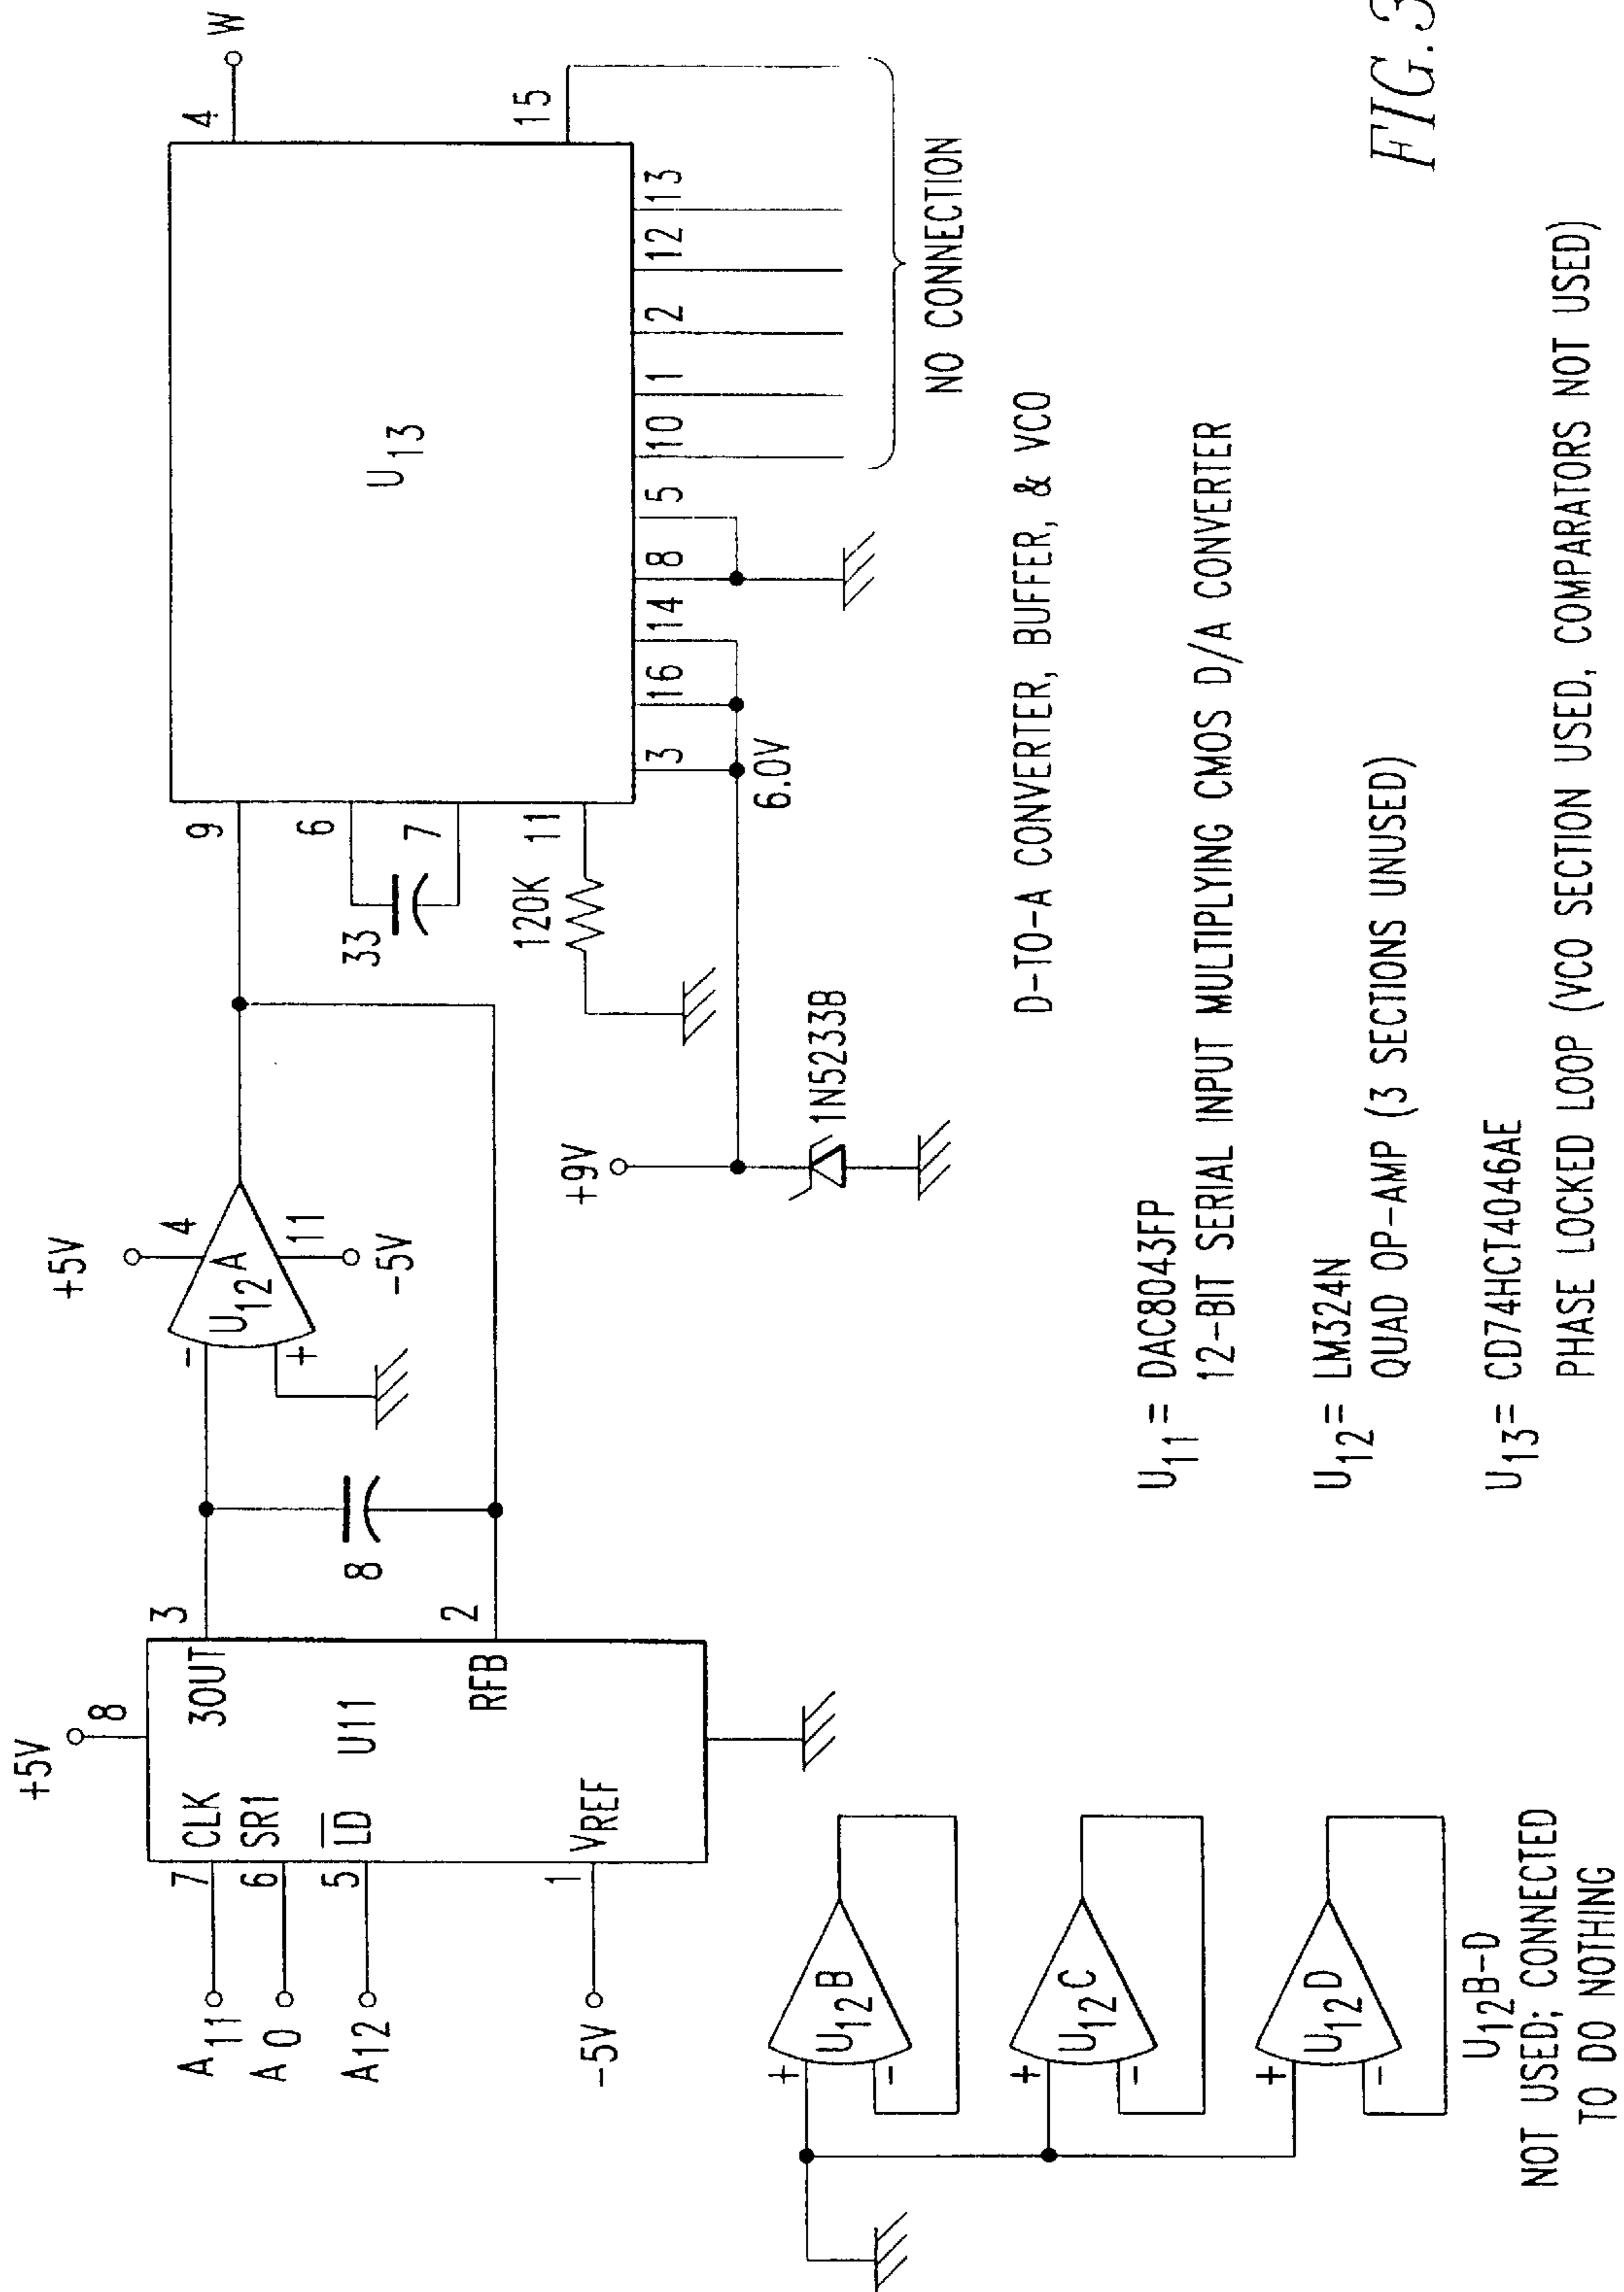 +5V
8
A11
7
CLK
3OUT
3
A0
6
SR1
A12
5
LD
U11
-5V
1
VREF
RFB
2
8
-
+
U12
A
+5V
4
11
-5V
9
6
33
7
120K
11
U13
4
W
15
3
16
14
8
5
10
1
2
12
13
6.0V
NO CONNECTION
+9V
1N5233B
+
-
U12B
+
-
U12C
+
-
U12D
U12B-D
NOT USED; CONNECTED
TO DO NOTHING
D-TO-A CONVERTER, BUFFER, & VCO
U11= DAC8043FP
12-BIT SERIAL INPUT MULTIPLYING CMOS D/A CONVERTER
U12= LM324N
QUAD OP-AMP (3 SECTIONS UNUSED)
U13= CD74HCT4046AE
PHASE LOCKED LOOP (VCO SECTION USED, COMPARATORS NOT USED)
FIG.3